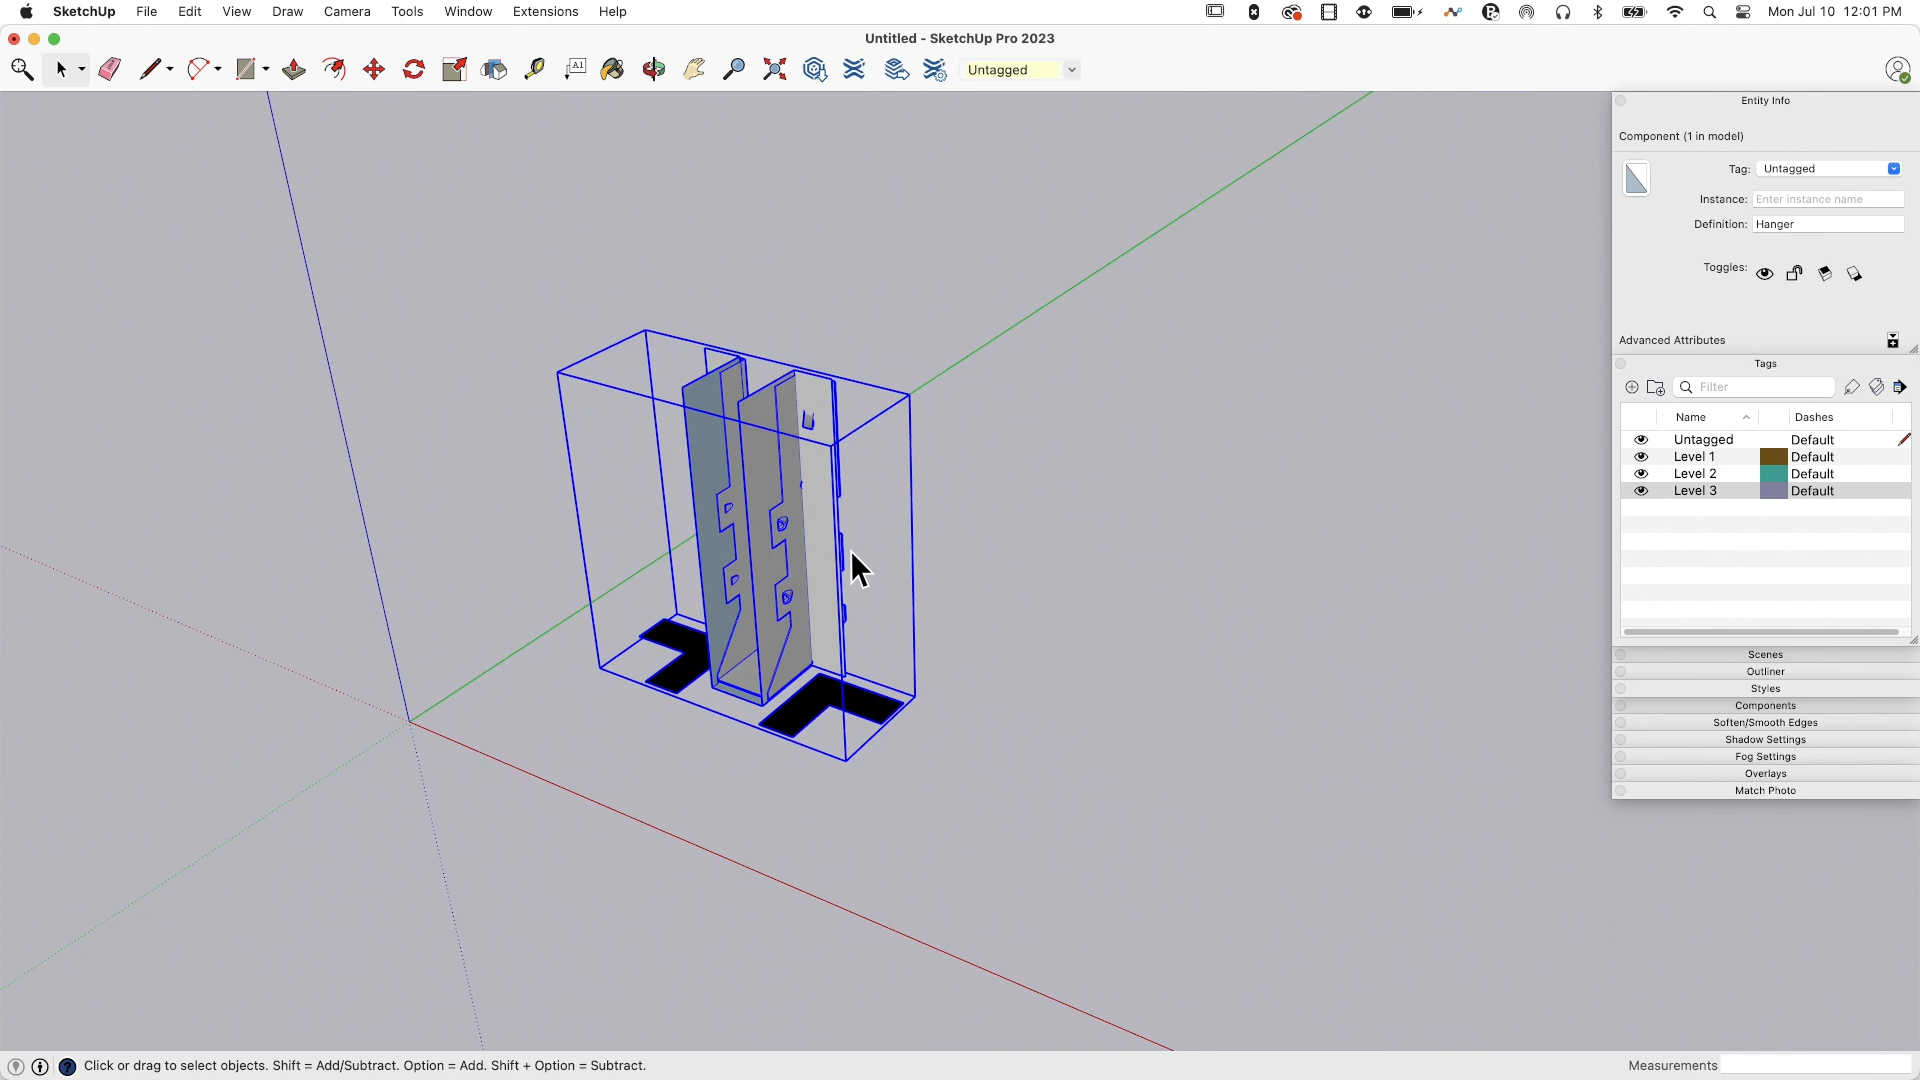 SketchUp File Edit View Draw Camera Tools Window Extensions Help Mon Jul 10 12:01 PM
Untitled - SketchUp Pro 2023
A1 Untagged
Entity Info
Component (1 in model)
Tag: Untagged
Instance: Enter instance name
Definition: Hanger
Toggles:
Advanced Attributes
Tags
Filter
Name Dashes
Untagged Default
Level 1 Default
Level 2 Default
Level 3 Default
Scenes
Outliner
Styles
Components
Soften/Smooth Edges
Shadow Settings
Fog Settings
Overlays
Match Photo
Click or drag to select objects. Shift = Add/Subtract. Option = Add. Shift + Option = Subtract. Measurements